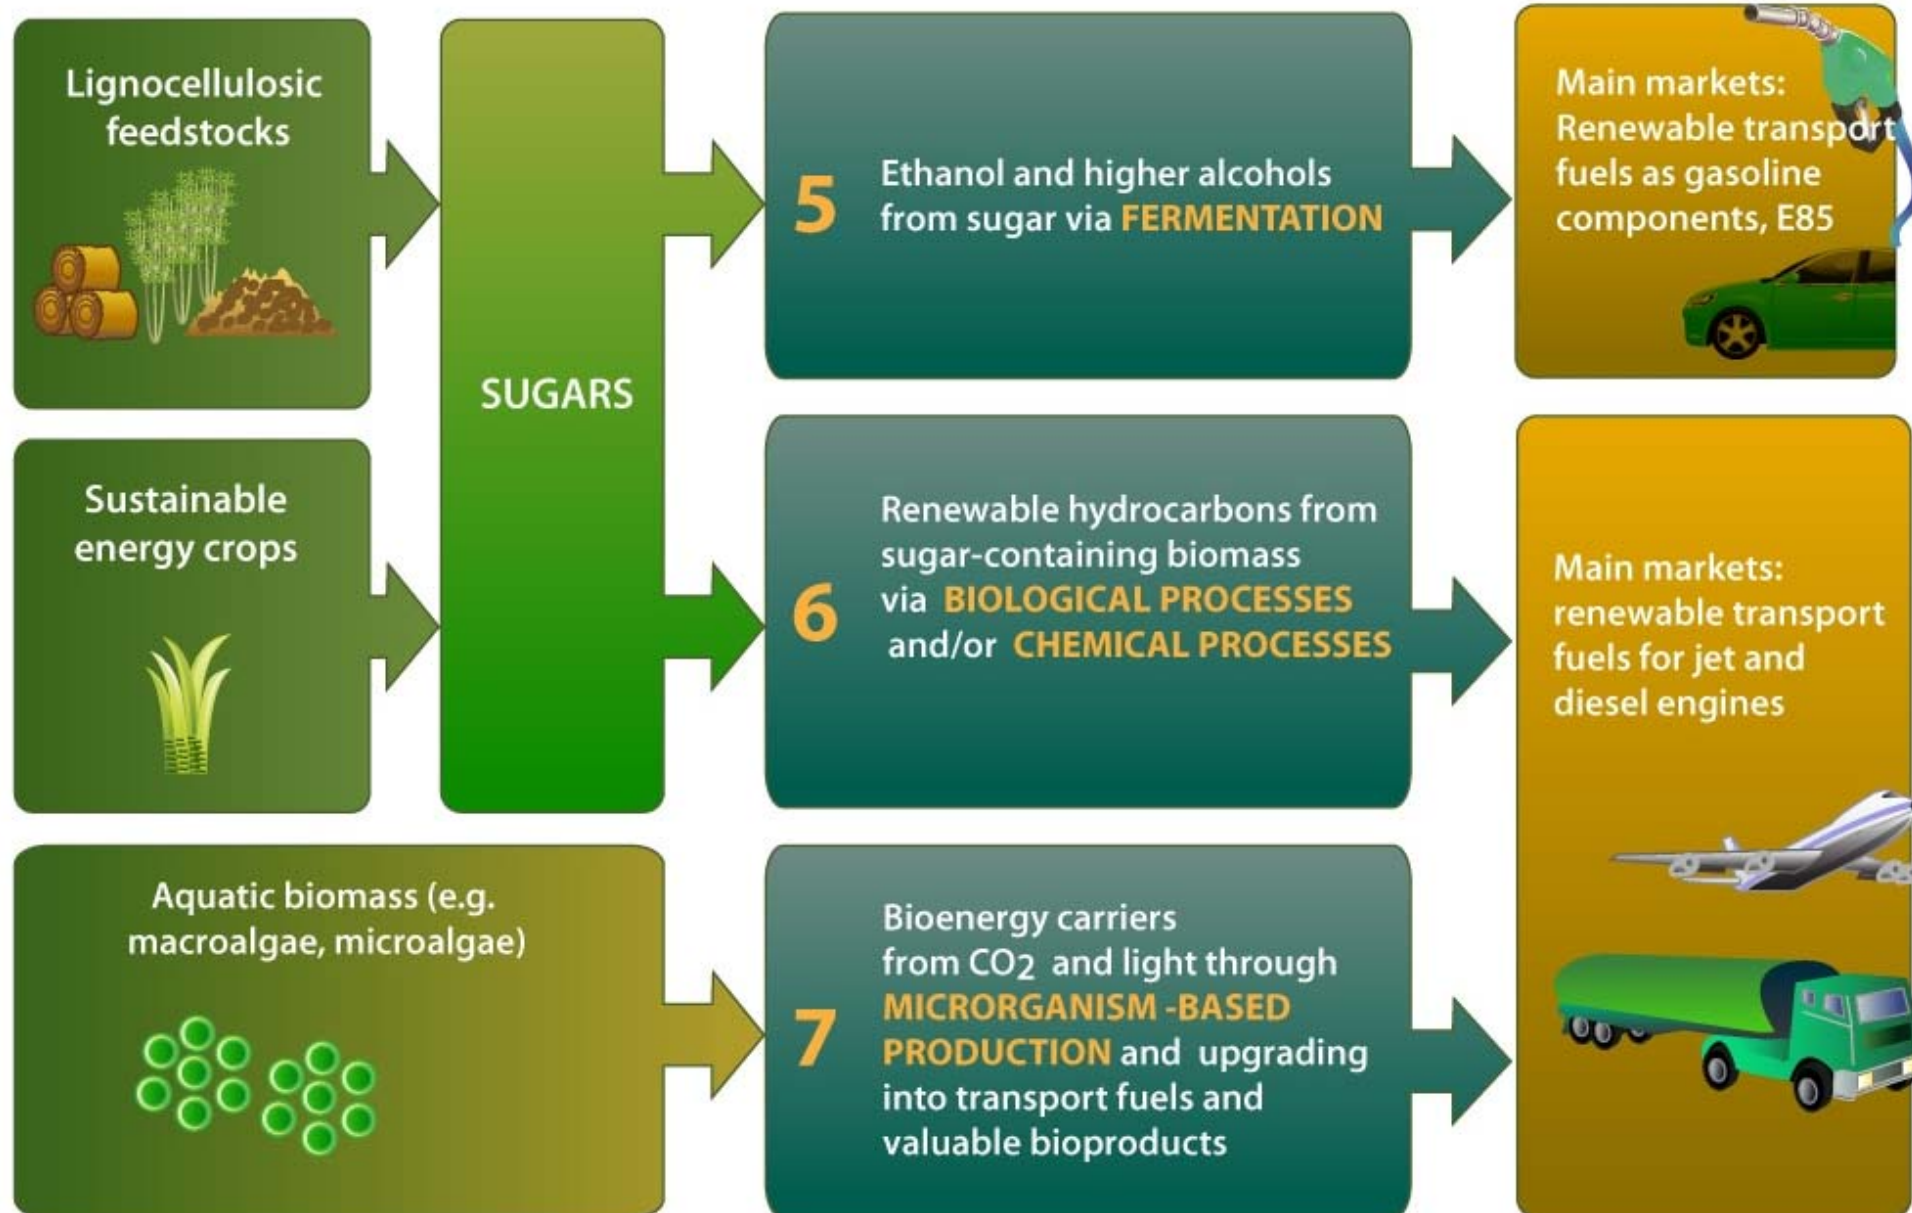 Lignocellulosic
feedstocks
SUGARS
5
Ethanol and higher alcohols
from sugar via FERMENTATION
Main markets:
Renewable transport
fuels as gasoline
components, E85
Sustainable
energy crops
6
Renewable hydrocarbons from
sugar-containing biomass
via BIOLOGICAL PROCESSES
and/or CHEMICAL PROCESSES
Main markets:
renewable transport
fuels for jet and
diesel engines
Aquatic biomass (e.g.
macroalgae, microalgae)
7
Bioenergy carriers
from CO2 and light through
MICRORGANISM -BASED
PRODUCTION and upgrading
into transport fuels and
valuable bioproducts